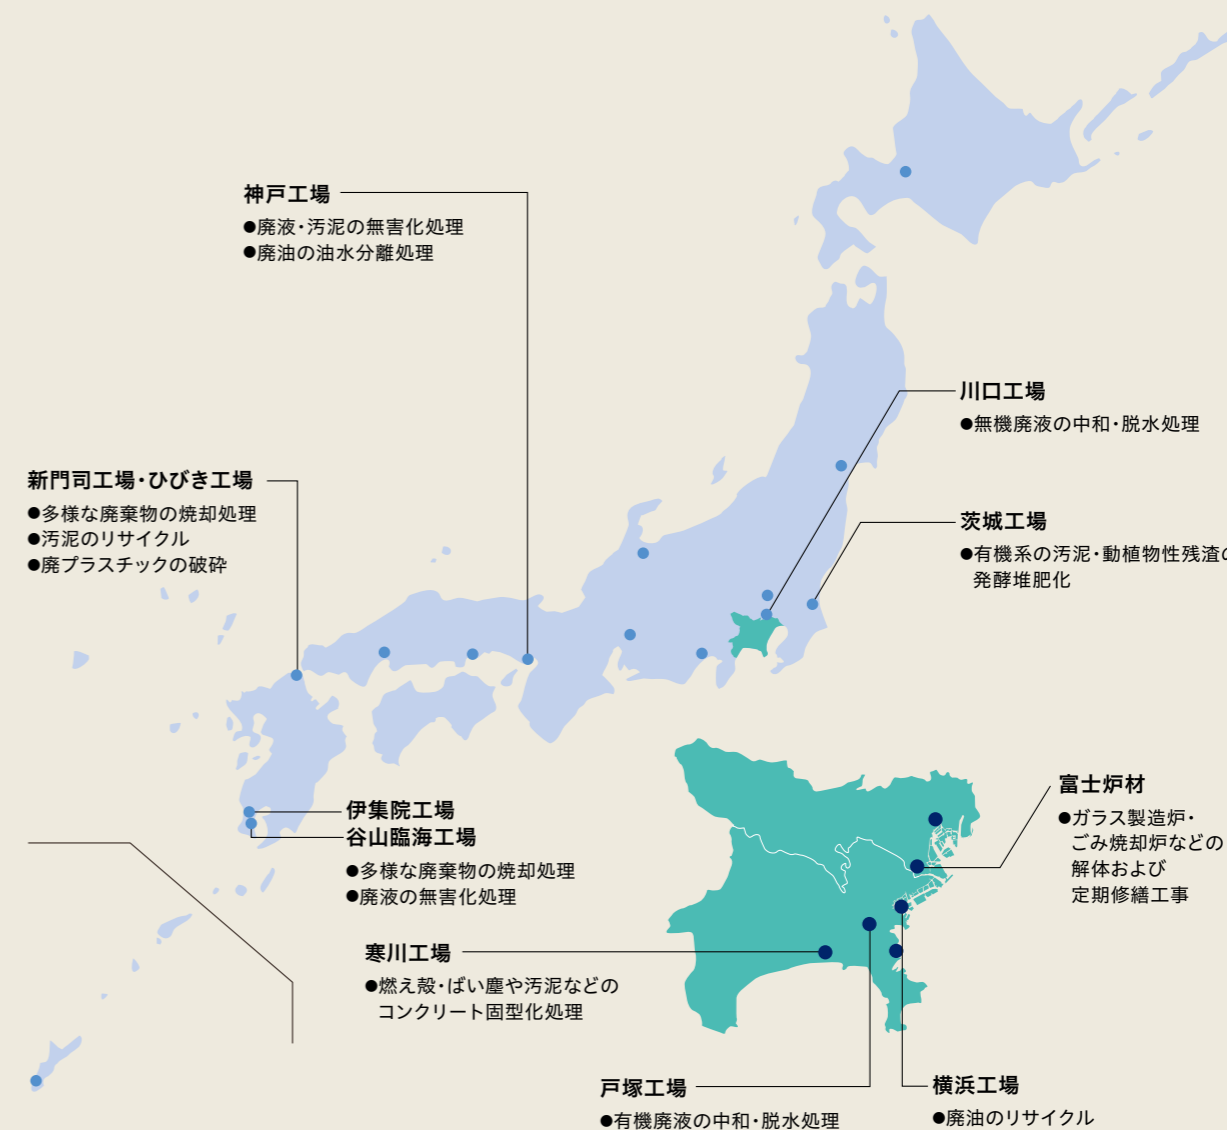 神戸工場
●廃液・汚泥の無害化処理
●廃油の油水分離処理
川口工場
●無機廃液の中和・脱水処理
新門司工場・ひびき工場
●多様な廃棄物の焼却処理
●汚泥のリサイクル
●廃プラスチックの破砕
茨城工場
●有機系の汚泥・動植物性残渣の
発酵堆肥化
伊集院工場
谷山臨海工場
●多様な廃棄物の焼却処理
●廃液の無害化処理
富士炉材
●ガラス製造炉・
ごみ焼却炉などの
解体および
定期修繕工事
寒川工場
●燃え殻・ばい塵や汚泥などの
コンクリート固型化処理
戸塚工場
●有機廃液の中和・脱水処理
横浜工場
●廃油のリサイクル